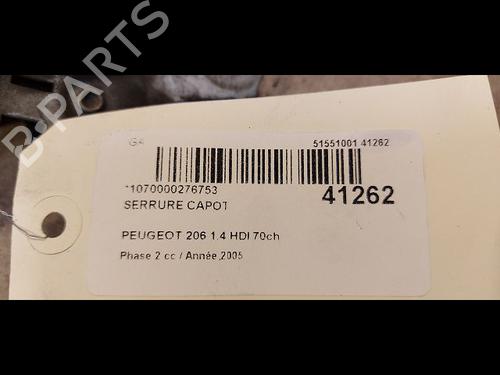 B-PARTS
GA 51551001 41262
*1070000276753
SERRURE CAPOT
41262
PEUGEOT 206 1.4 HDI 70ch
Phase 2 cc / Année 2005